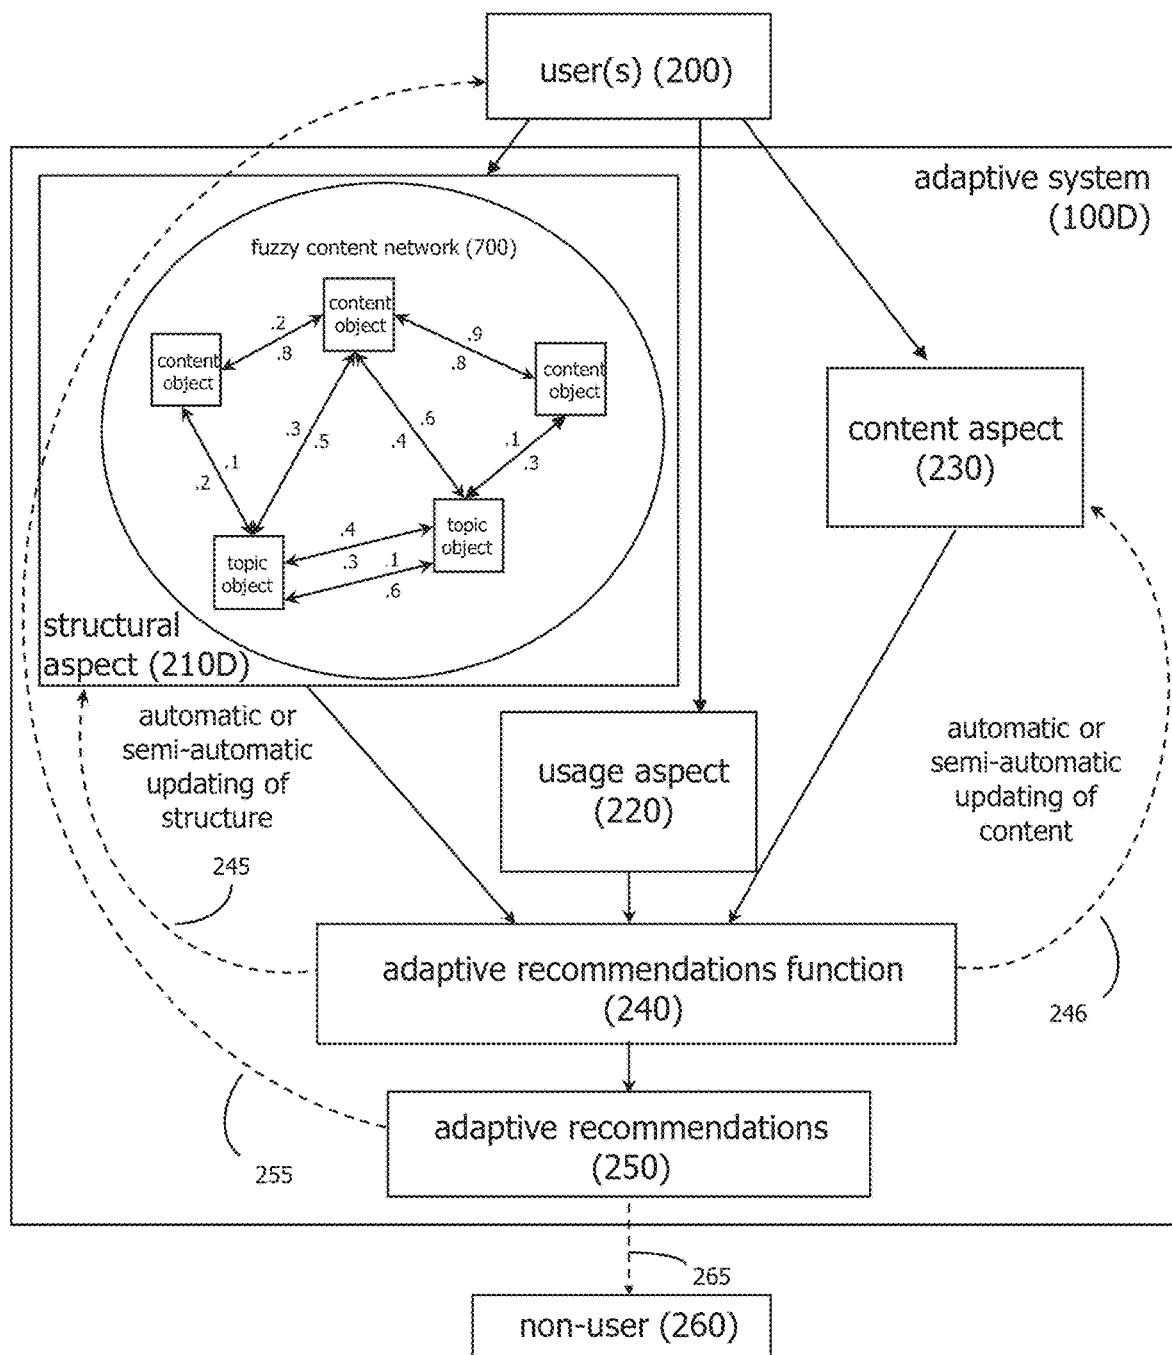 user(s) (200)
adaptive system
(100D)
fuzzy content network (700)
content
object
.2
.8
.9
.8
content
object
content
object
.3
.5
.6
.4
.1
.3
.1
.2
topic
object
topic
object
.4
.3
.1
.6
content aspect
(230)
structural
aspect (210D)
automatic or
semi-automatic
updating of
structure
245
usage aspect
(220)
automatic or
semi-automatic
updating of
content
246
adaptive recommendations function
(240)
adaptive recommendations
(250)
255
265
non-user (260)